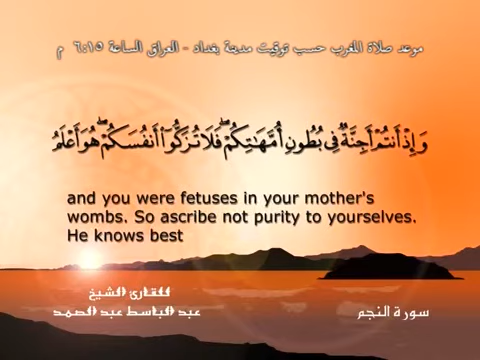 موعد صلاة المغرب حسب توقيت مدينة بغداد - العراق الساعة ٦:١٥ م
وَإِذْ أَنتُمْ أَجِنَّةٌ فِي بُطُونِ أُمَّهَاتِكُمْ ۖ فَلَا تُزَكُّوا أَنفُسَكُمْ ۖ هُوَ أَعْلَمُ
and you were fetuses in your mother's
wombs. So ascribe not purity to yourselves.
He knows best
للقارئ الشيخ
عبد الباسط عبد الصمد
سورة النجم